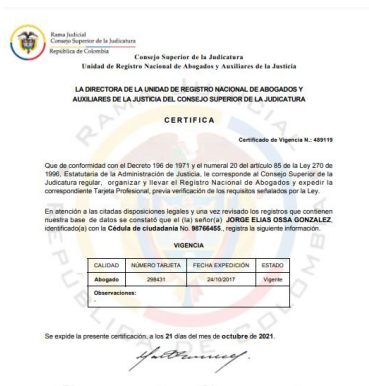 Rama Judicial
Consejo Superior de la Judicatura
República de Colombia
Consejo Superior de la Judicatura
Unidad de Registro Nacional de Abogados y Auxiliares de la Justicia
LA DIRECTORA DE LA UNIDAD DE REGISTRO NACIONAL DE ABOGADOS Y
AUXILIARES DE LA JUSTICIA DEL CONSEJO SUPERIOR DE LA JUDICATURA
C E R T I F I C A
Certificado de Vigencia N.: 489119
Que de conformidad con el Decreto 196 de 1971 y el numeral 20 del artículo 85 de la Ley 270 de
1996, Estatutaria de la Administración de Justicia, le corresponde al Consejo Superior de la
Judicatura regular, organizar y llevar el Registro Nacional de Abogados y expedir la
correspondiente Tarjeta Profesional, previa verificación de los requisitos señalados por la Ley.
En atención a las citadas disposiciones legales y una vez revisado los registros que contienen
nuestra base de datos se constató que el (la) señor(a) JORGE ELIAS OSSA GONZALEZ,
identificado(a) con la Cédula de ciudadanía No. 98766455., registra la siguiente información.
VIGENCIA
CALIDAD NÚMERO TARJETA FECHA EXPEDICIÓN ESTADO
Abogado 298431 24/10/2017 Vigente
Observaciones:
-
Se expide la presente certificación, a los 21 días del mes de octubre de 2021.
REPÚBLICA DE COLOMBIA